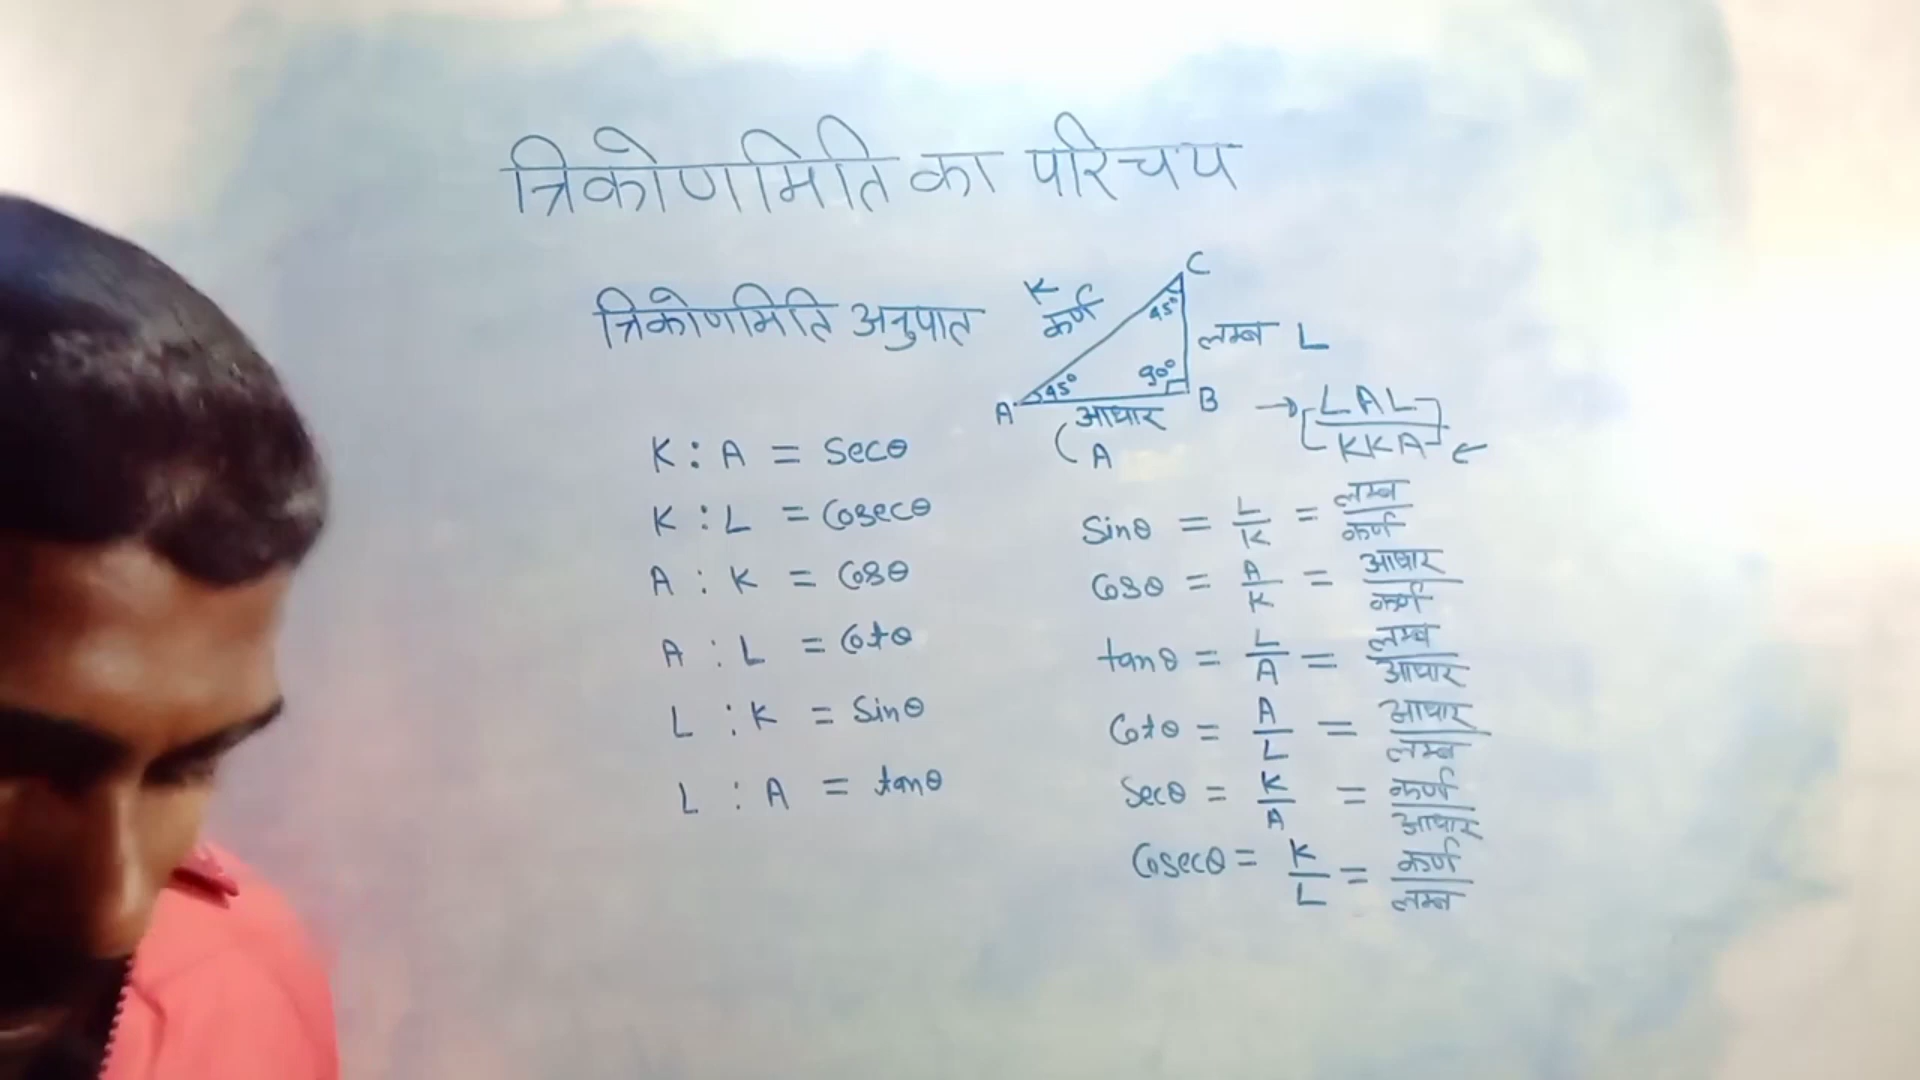 त्रिकोणमिति का परिचय
त्रिकोणमिति अनुपात
K
कर्ण
C
45°
लम्ब L
90°
45°
A
B
आधार
A
→ LAL
KKA ←
K : A = Secθ
K : L = Cosecθ
A : K = Cosθ
A : L = Cotθ
L : K = Sinθ
L : A = tanθ
Sinθ = L/K = लम्ब/कर्ण
Cosθ = A/K = आधार/कर्ण
tanθ = L/A = लम्ब/आधार
Cotθ = A/L = आधार/लम्ब
Secθ = K/A = कर्ण/आधार
Cosecθ = K/L = कर्ण/लम्ब